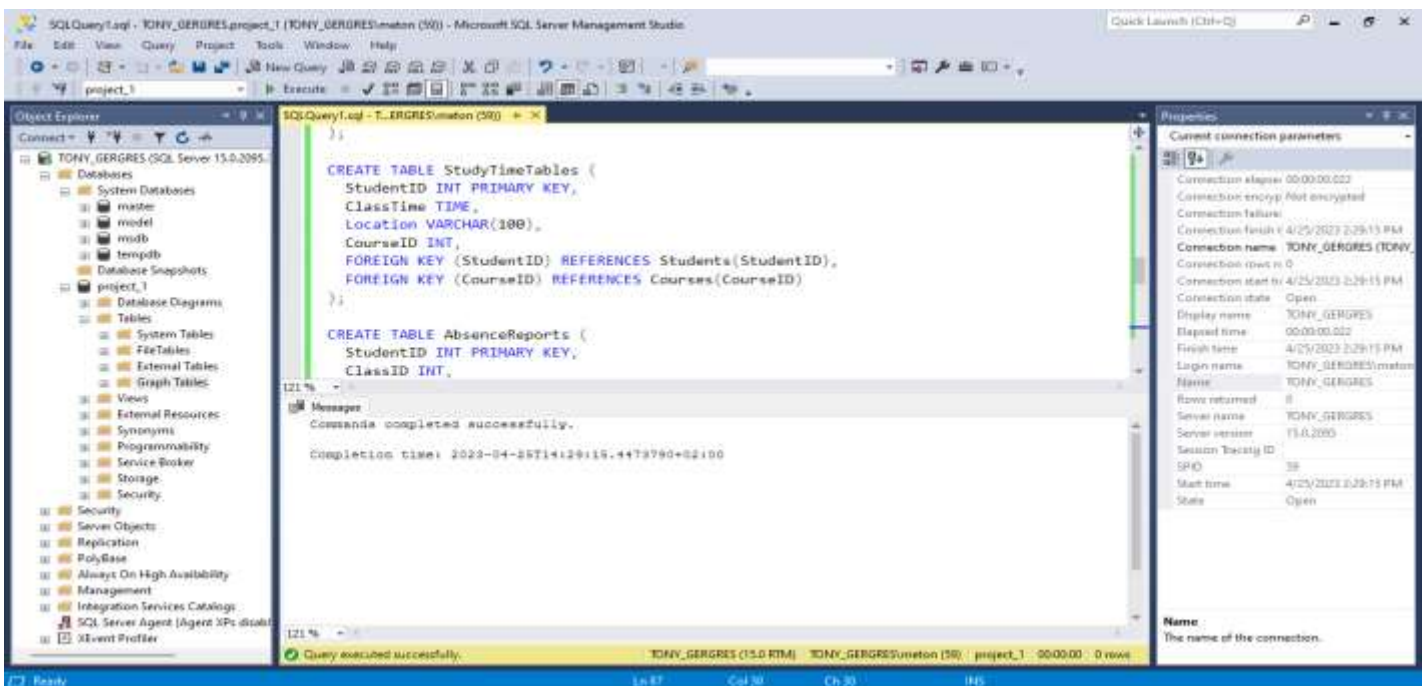 SQLQuery1.sql - TONY_GERGRES.project_1 (TONY_GERGRES\meton (59)) - Microsoft SQL Server Management Studio
Quick Launch (Ctrl+Q)
File Edit View Query Project Tools Window Help
New Query
project_1
Execute
Object Explorer
Connect
TONY_GERGRES (SQL Server 15.0.2095.
Databases
System Databases
master
model
msdb
tempdb
Database Snapshots
project_1
Database Diagrams
Tables
System Tables
FileTables
External Tables
Graph Tables
Views
External Resources
Synonyms
Programmability
Service Broker
Storage
Security
Security
Server Objects
Replication
PolyBase
Always On High Availability
Management
Integration Services Catalogs
SQL Server Agent (Agent XPs disabl
XEvent Profiler
SQLQuery1.sql - T...ERGRES\meton (59))
);
CREATE TABLE StudyTimeTables (
StudentID INT PRIMARY KEY,
ClassTime TIME,
Location VARCHAR(100),
CourseID INT,
FOREIGN KEY (StudentID) REFERENCES Students(StudentID),
FOREIGN KEY (CourseID) REFERENCES Courses(CourseID)
);
CREATE TABLE AbsenceReports (
StudentID INT PRIMARY KEY,
ClassID INT,
121 %
Messages
Commands completed successfully.
Completion time: 2023-04-25T14:29:15.4473790+02:00
121 %
Query executed successfully.
TONY_GERGRES (15.0 RTM) TONY_GERGRES\meton (59) project_1 00:00:00 0 rows
Properties
Current connection parameters
Connection elapse 00:00:00.022
Connection encryp Not encrypted
Connection failure
Connection finish t 4/25/2023 2:29:15 PM
Connection name TONY_GERGRES (TONY_
Connection rows re 0
Connection start ti 4/25/2023 2:29:15 PM
Connection state Open
Display name TONY_GERGRES
Elapsed time 00:00:00.022
Finish time 4/25/2023 2:29:15 PM
Login name TONY_GERGRES\meton
Name TONY_GERGRES
Rows returned 0
Server name TONY_GERGRES
Server version 15.0.2095
Session Tracing ID
SPID 59
Start time 4/25/2023 2:29:15 PM
State Open
Name
The name of the connection.
Ready
Ln 87 Col 30 Ch 30 INS